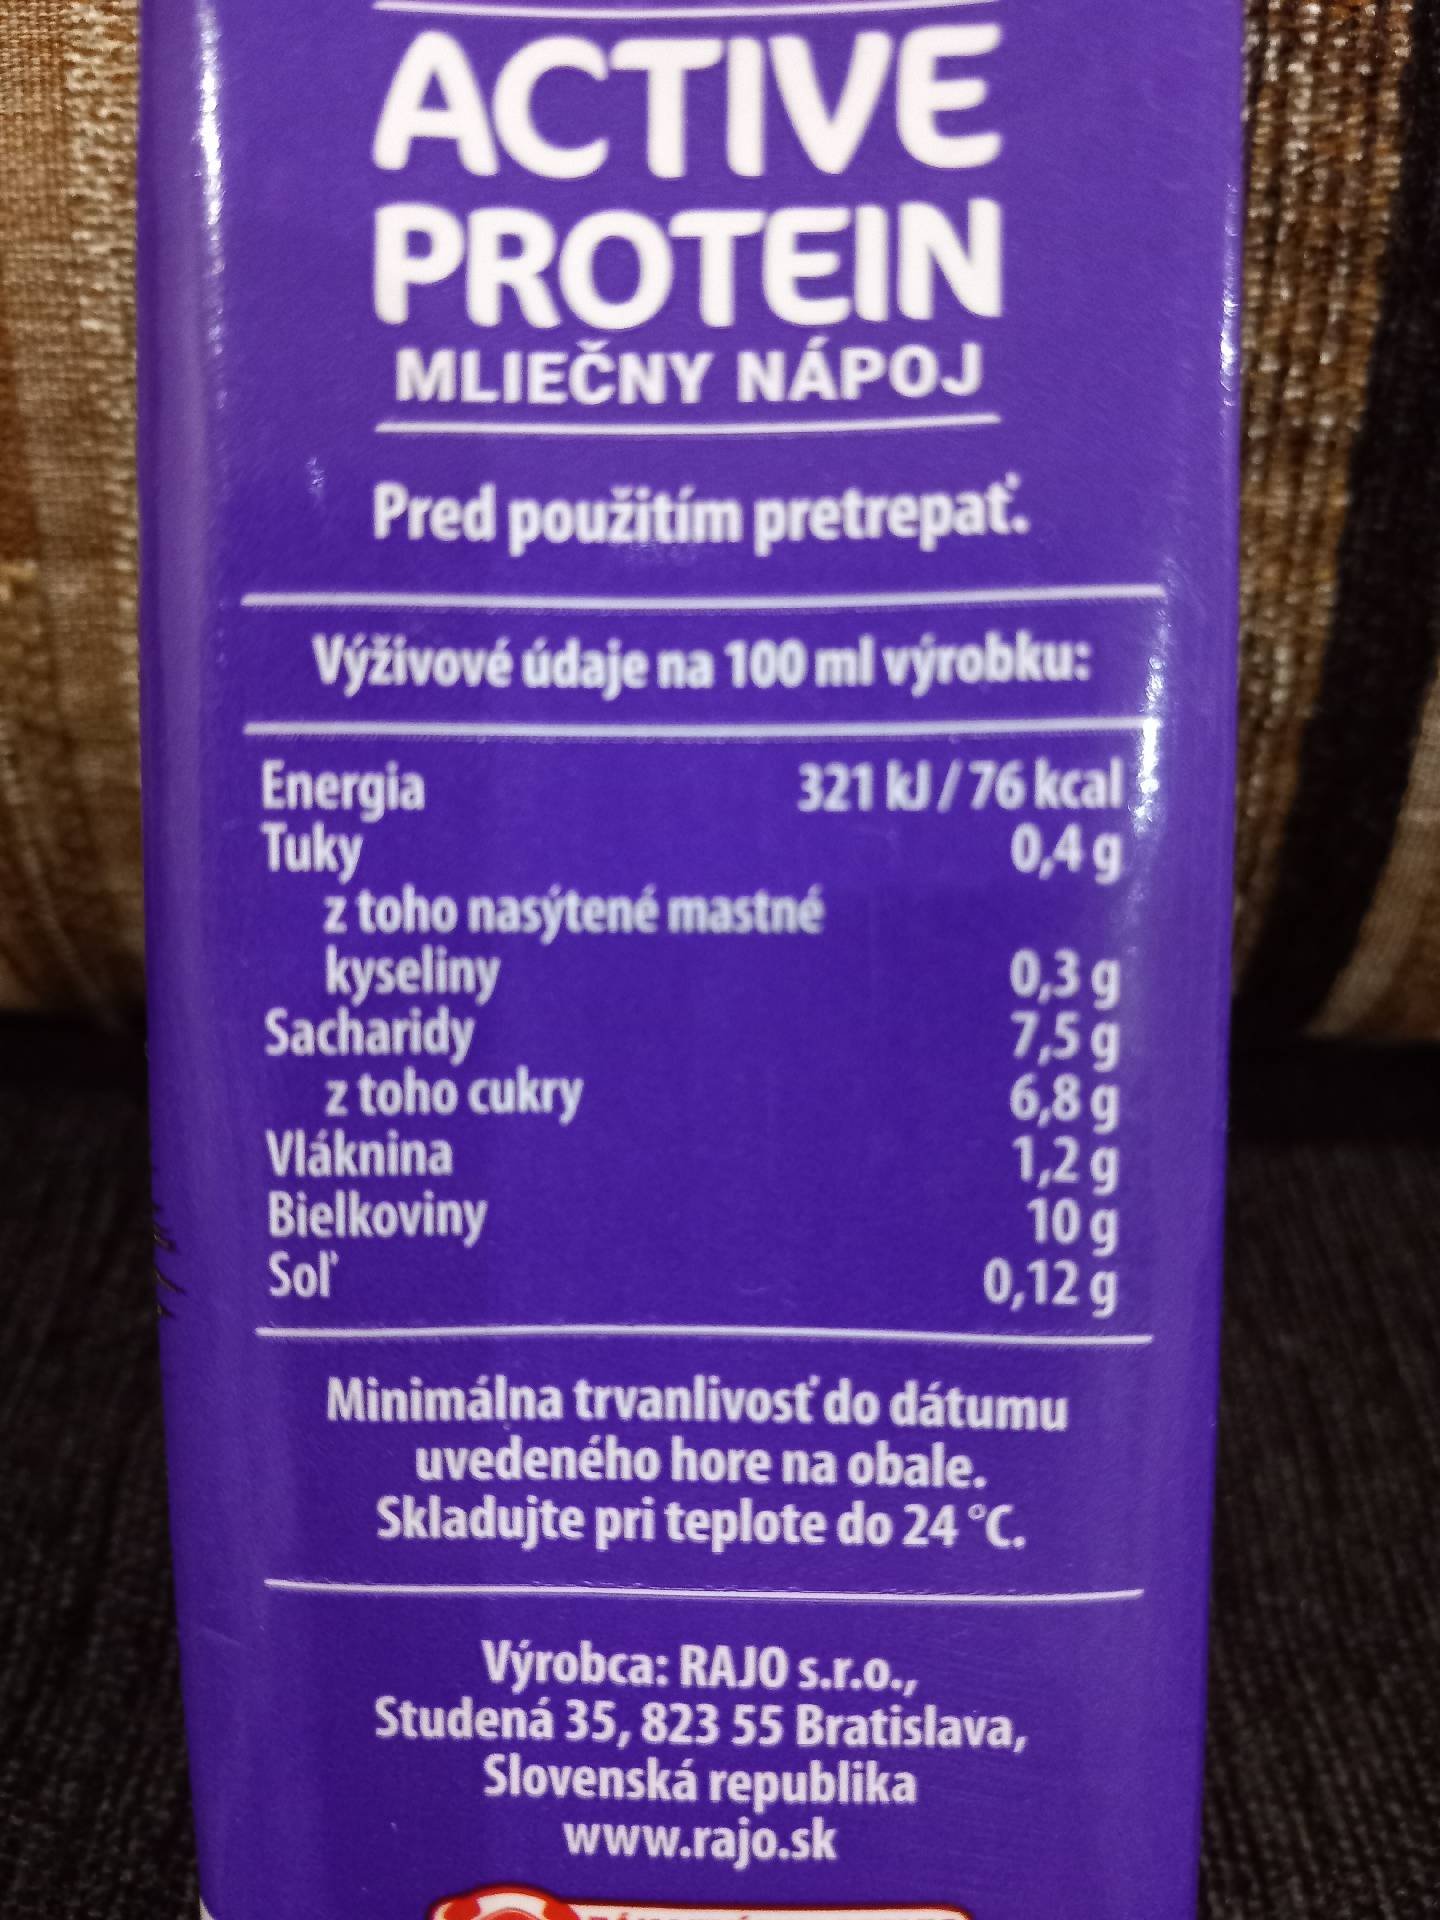 ACTIVE
PROTEIN
MLIEČNY NÁPOJ
Pred použitím pretrepať.
Výživové údaje na 100 ml výrobku:
Energia 321 kJ / 76 kcal
Tuky 0,4 g
z toho nasýtené mastné
kyseliny 0,3 g
Sacharidy 7,5 g
z toho cukry 6,8 g
Vláknina 1,2 g
Bielkoviny 10 g
Soľ 0,12 g
Minimálna trvanlivosť do dátumu
uvedeného hore na obale.
Skladujte pri teplote do 24 °C.
Výrobca: RAJO s.r.o.,
Studená 35, 823 55 Bratislava,
Slovenská republika
www.rajo.sk